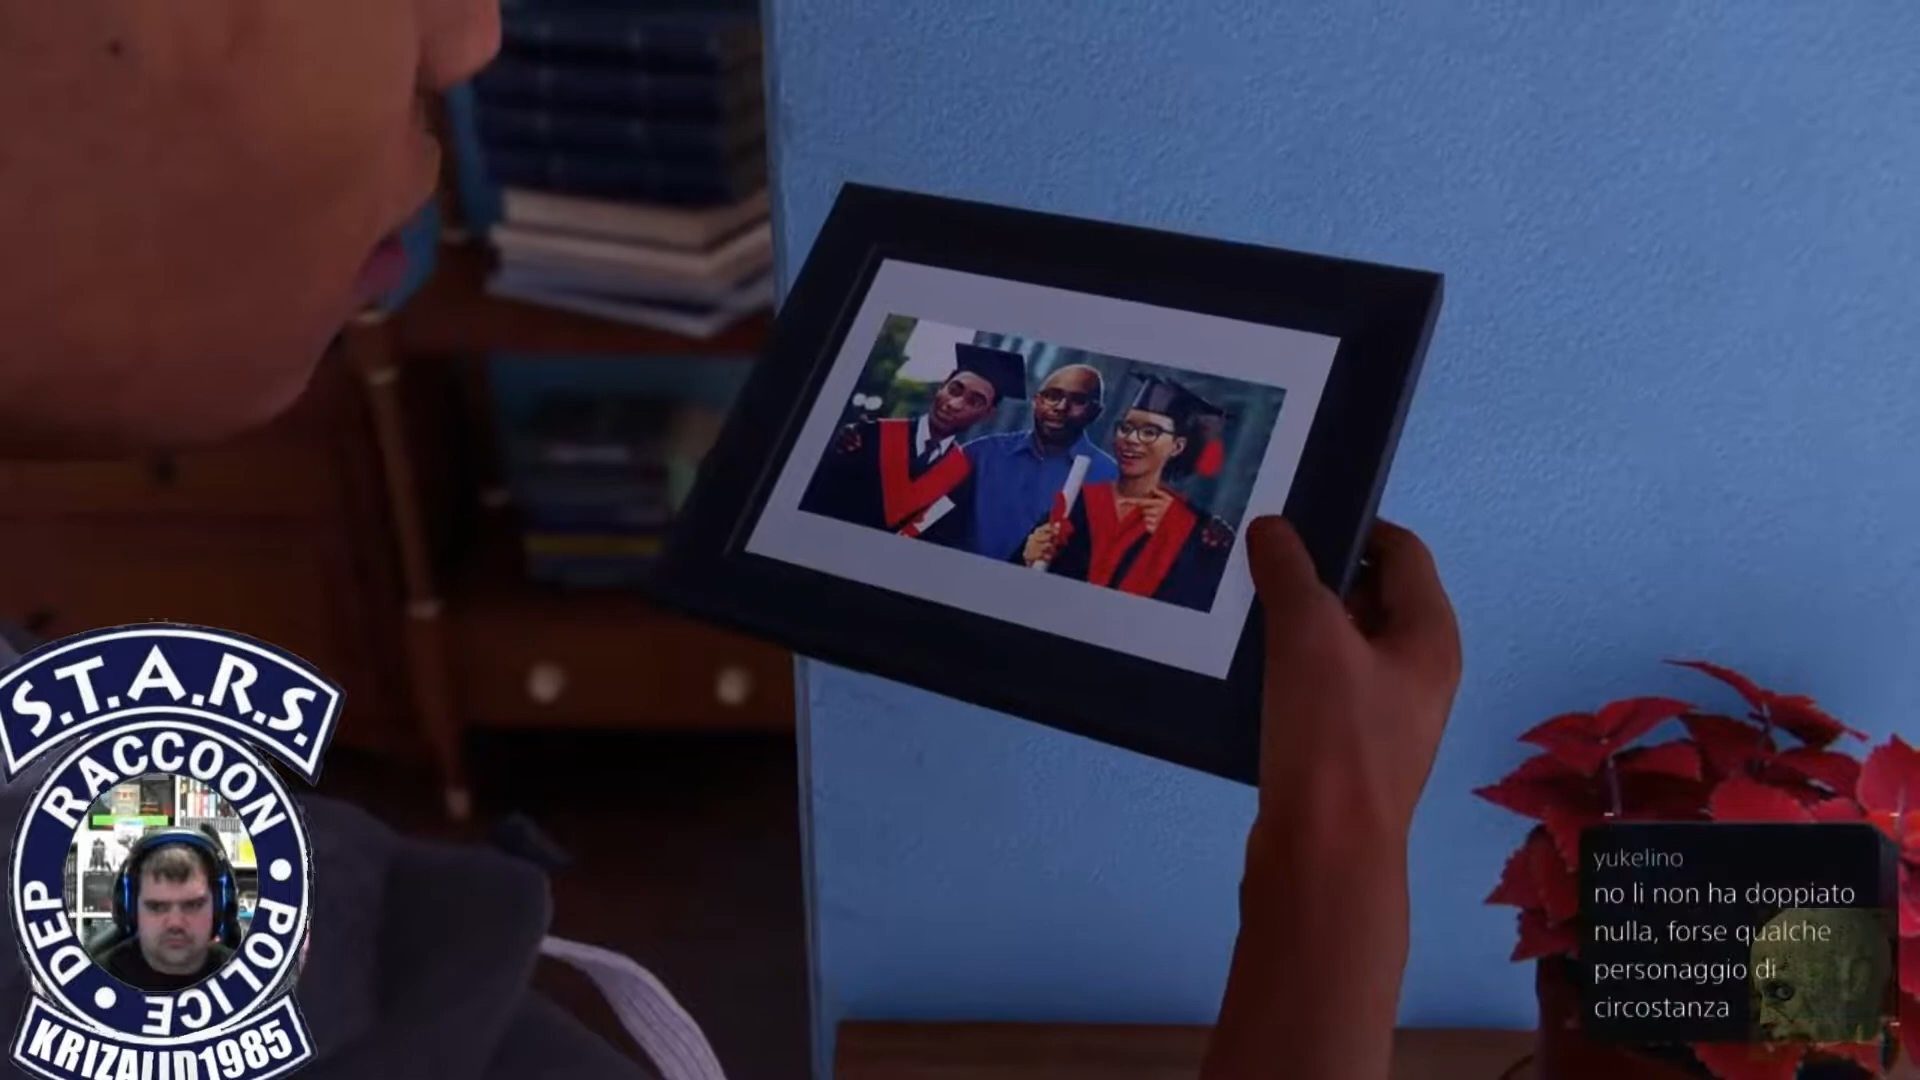 S.T.A.R.S.
RACCOON
POLICE
DEP
KRIZALID1985
yukelino
no li non ha doppiato
nulla, forse qualche
personaggio di
circostanza